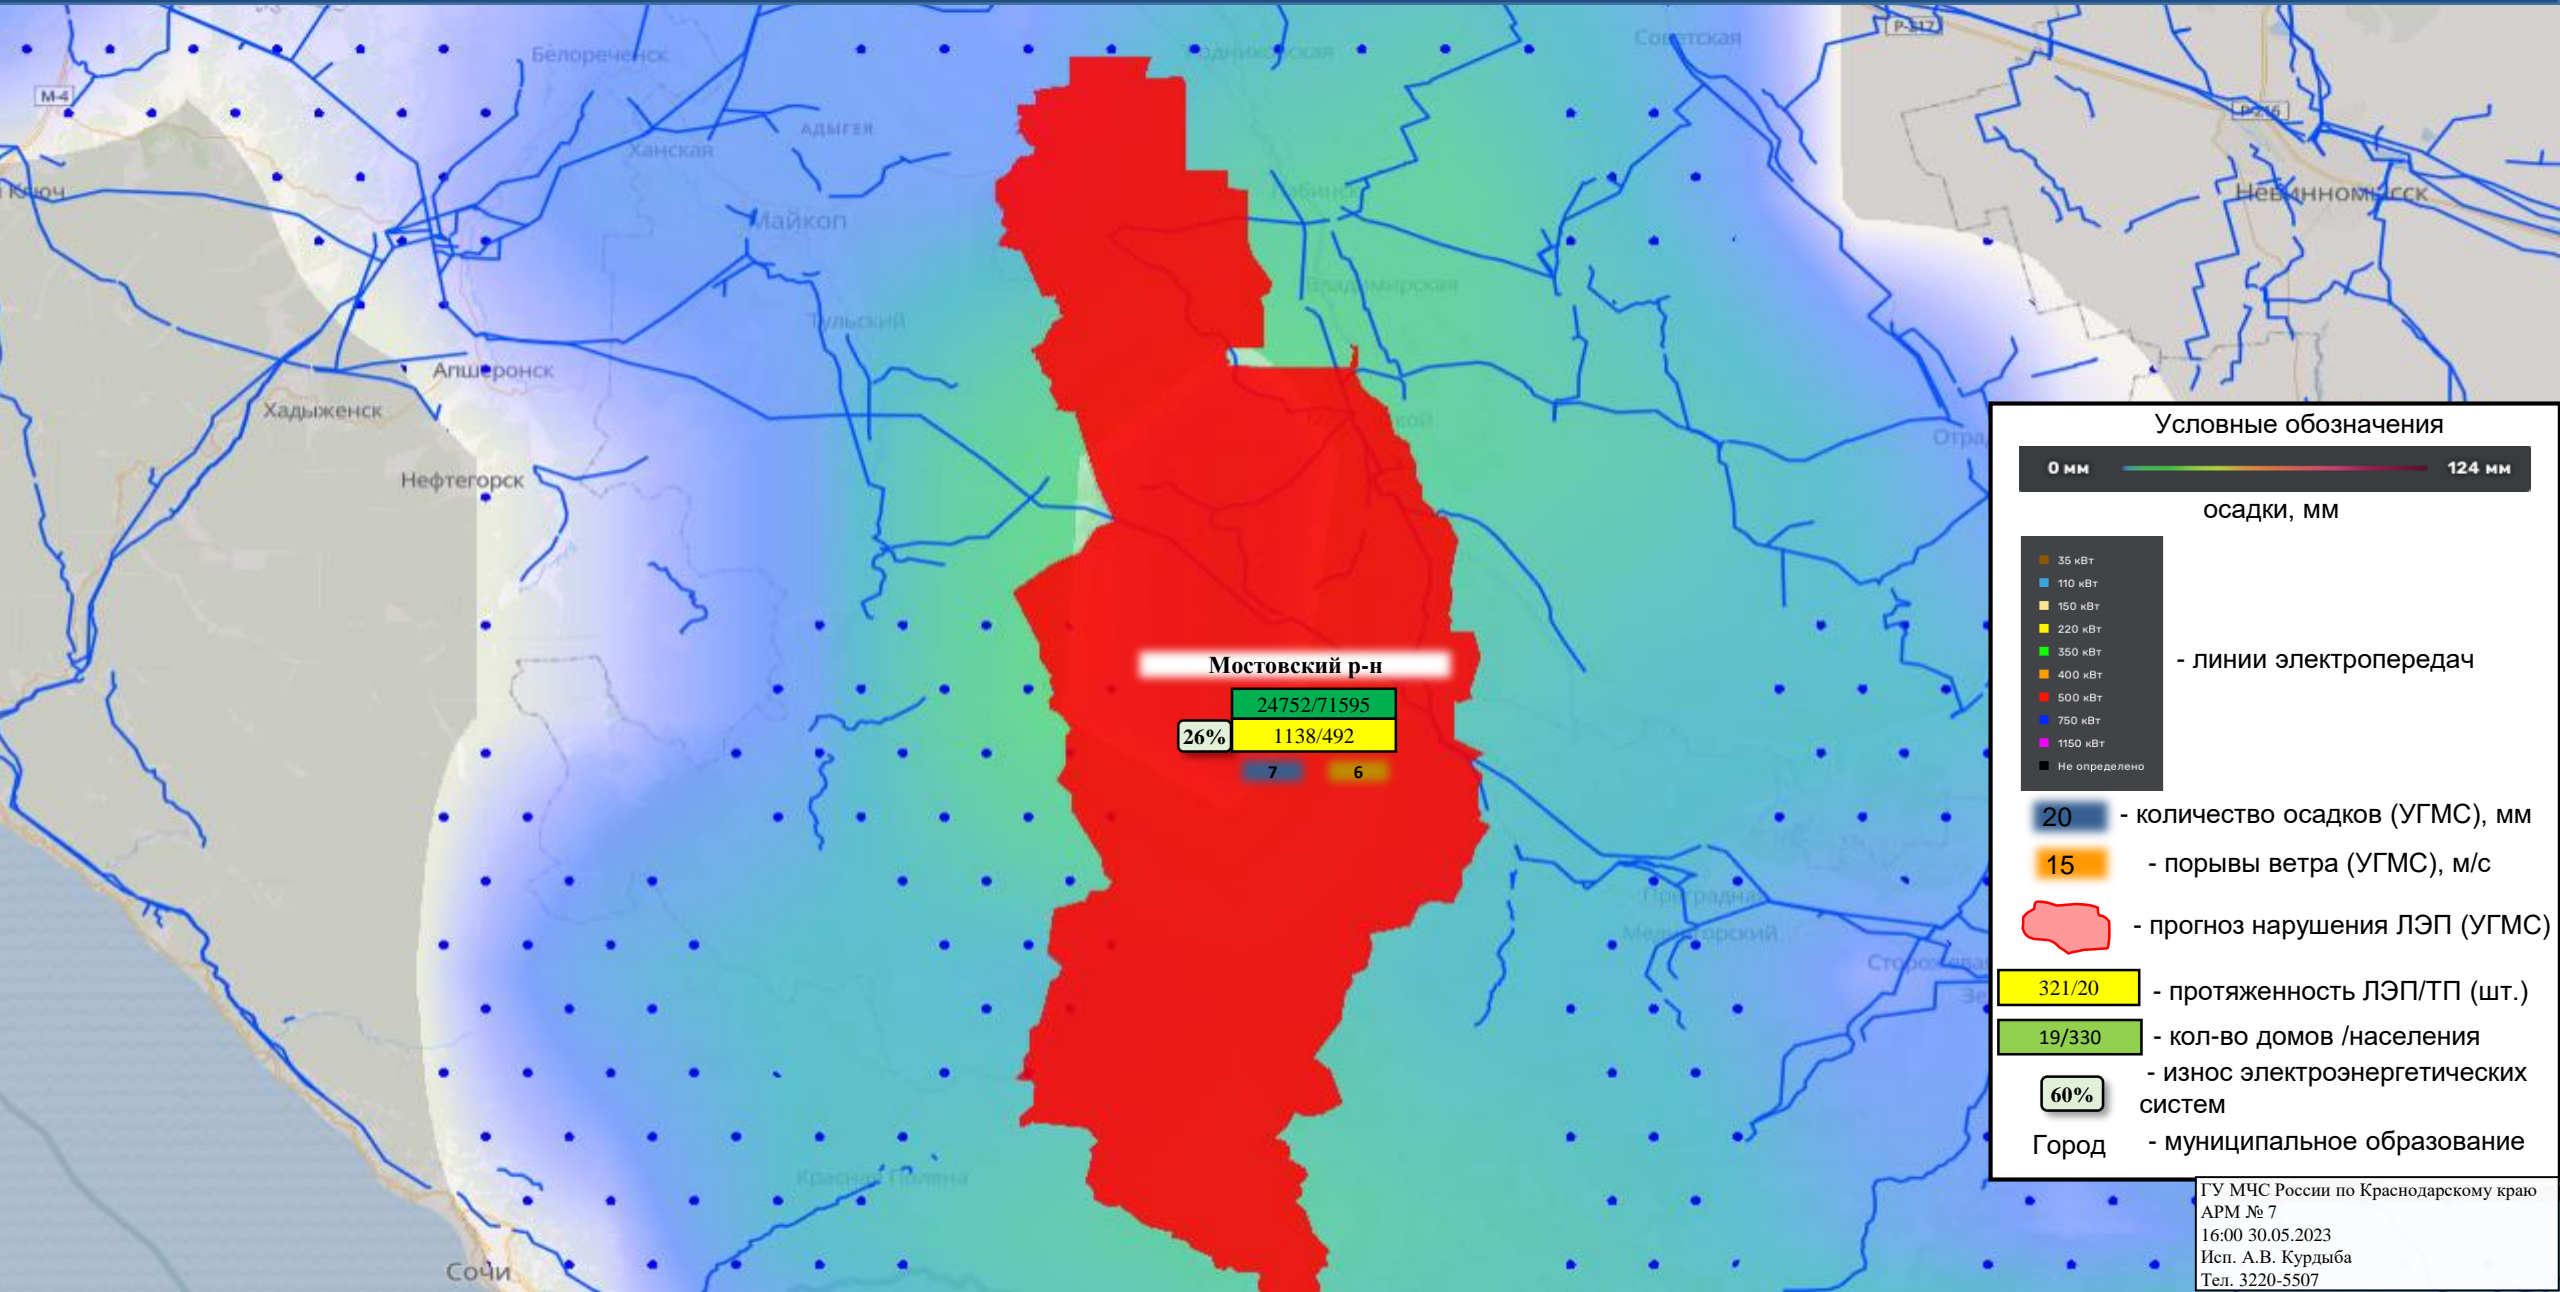 Белореченск
Родниковская
Советская
Р-217
М-4
Р-216
АДЫГЕЯ
Ханская
Ключ
Лабинск
Невинномысск
Майкоп
Владимирская
Тульский
Апшеронск
Хадыженск
Нефтегорск
Мостовский р-н
24752/71595
26%
1138/492
7
6
Преградная
Медногорский
Красная Поляна
Сочи
Условные обозначения
0 мм
124 мм
осадки, мм
35 кВт
110 кВт
150 кВт
220 кВт
350 кВт
400 кВт
500 кВт
750 кВт
1150 кВт
Не определено
- линии электропередач
20 - количество осадков (УГМС), мм
15 - порывы ветра (УГМС), м/с
- прогноз нарушения ЛЭП (УГМС)
321/20 - протяженность ЛЭП/ТП (шт.)
19/330 - кол-во домов /населения
60% - износ электроэнергетических
систем
Город - муниципальное образование
ГУ МЧС России по Краснодарскому краю
АРМ № 7
16:00 30.05.2023
Исп. А.В. Курдыба
Тел. 3220-5507